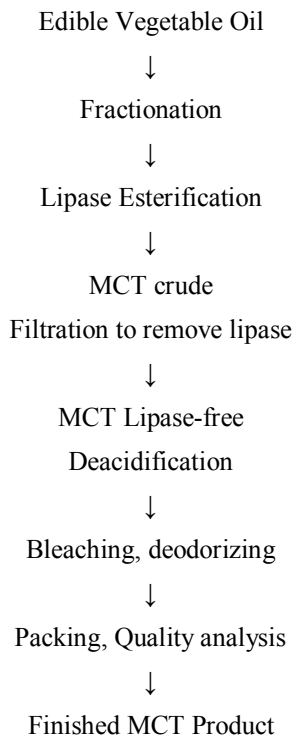 Edible Vegetable Oil
↓
Fractionation
↓
Lipase Esterification
↓
MCT crude
Filtration to remove lipase
↓
MCT Lipase-free
Deacidification
↓
Bleaching, deodorizing
↓
Packing, Quality analysis
↓
Finished MCT Product